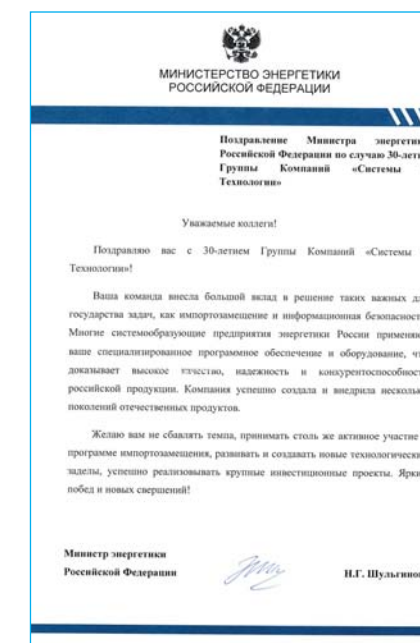 МИНИСТЕРСТВО ЭНЕРГЕТИКИ
РОССИЙСКОЙ ФЕДЕРАЦИИ
Поздравление Министра энергетик
Российской Федерации по случаю 30-лети
Группы Компаний «Системы
Технологии»
Уважаемые коллеги!
Поздравляю вас с 30-летием Группы Компаний «Системы
Технологии»!
Ваша команда внесла большой вклад в решение таких важных дл
государства задач, как импортозамещение и информационная безопасност
Многие системообразующие предприятия энергетики России применяю
ваше специализированное программное обеспечение и оборудование, чт
доказывает высокое качество, надежность и конкурентоспособност
российской продукции. Компания успешно создала и внедрила нескольк
поколений отечественных продуктов.
Желаю вам не сбавлять темпа, принимать столь же активное участие
программе импортозамещения, развивать и создавать новые технологически
заделы, успешно реализовывать крупные инвестиционные проекты. Ярки
побед и новых свершений!
Министр энергетики
Российской Федерации Н.Г. Шульгинов